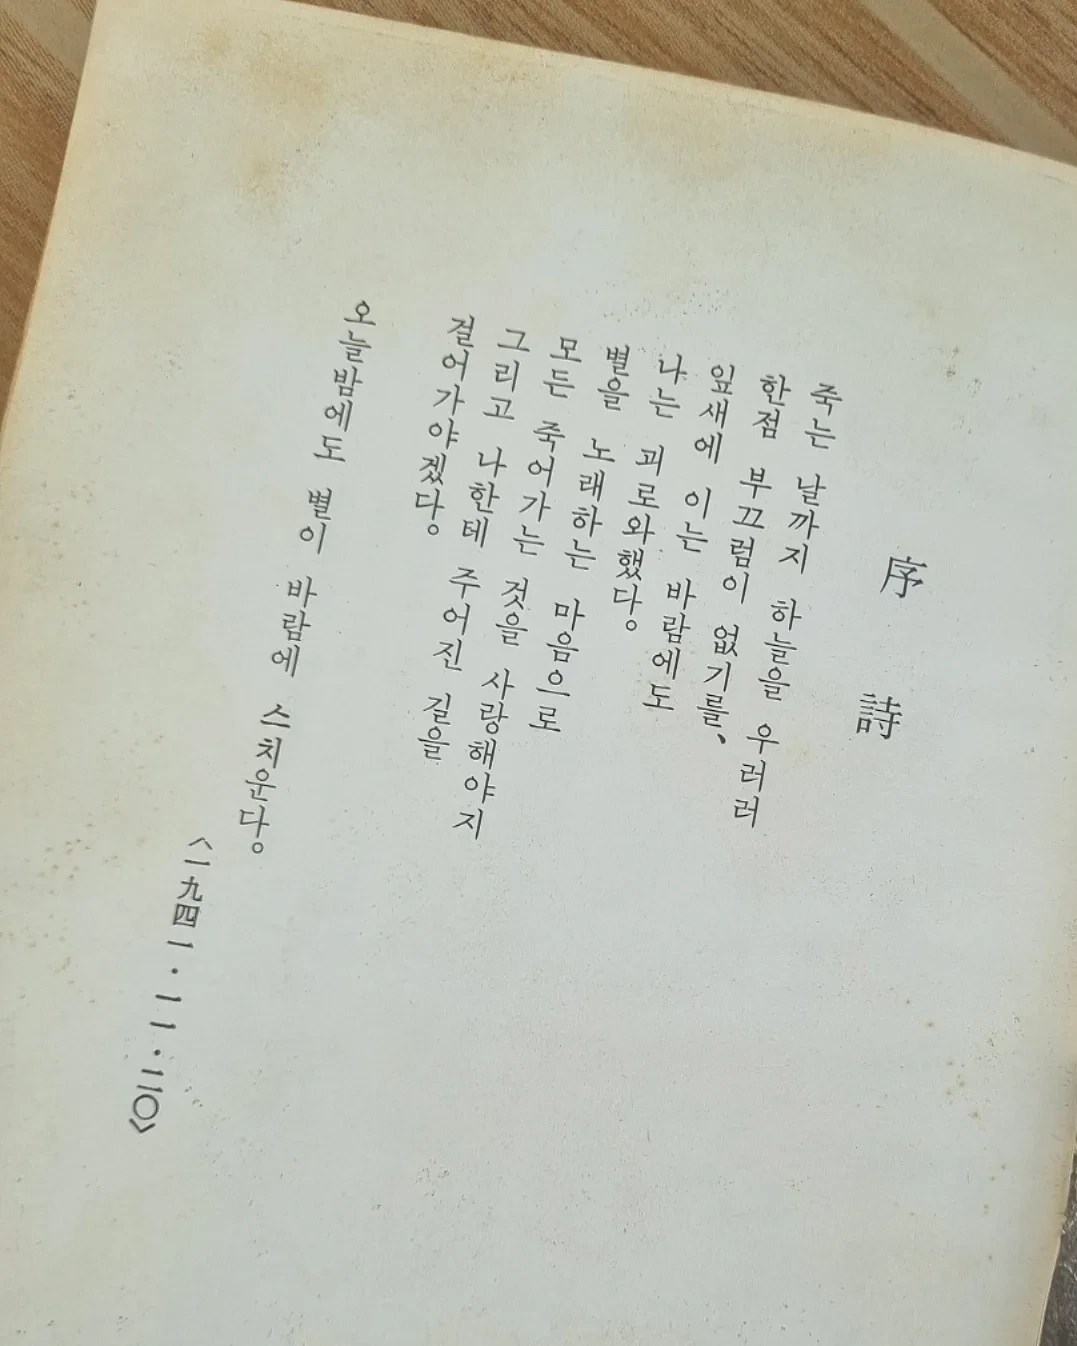 序 詩
죽는 날까지 하늘을 우러러
한점 부끄럼이 없기를、
잎새에 이는 바람에도
나는 괴로와했다。
별을 노래하는 마음으로
모든 죽어가는 것을 사랑해야지
그리고 나한테 주어진 길을
걸어가야겠다。
오늘밤에도 별이 바람에 스치운다。
〈一九四一・一一・二〇〉